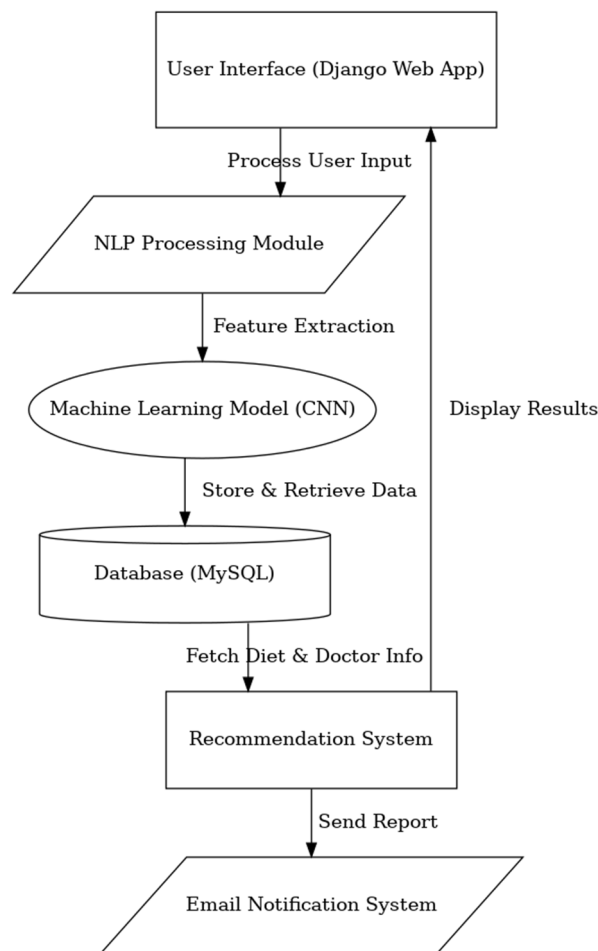 User Interface (Django Web App)
Process User Input
NLP Processing Module
Feature Extraction
Machine Learning Model (CNN)
Display Results
Store & Retrieve Data
Database (MySQL)
Fetch Diet & Doctor Info
Recommendation System
Send Report
Email Notification System